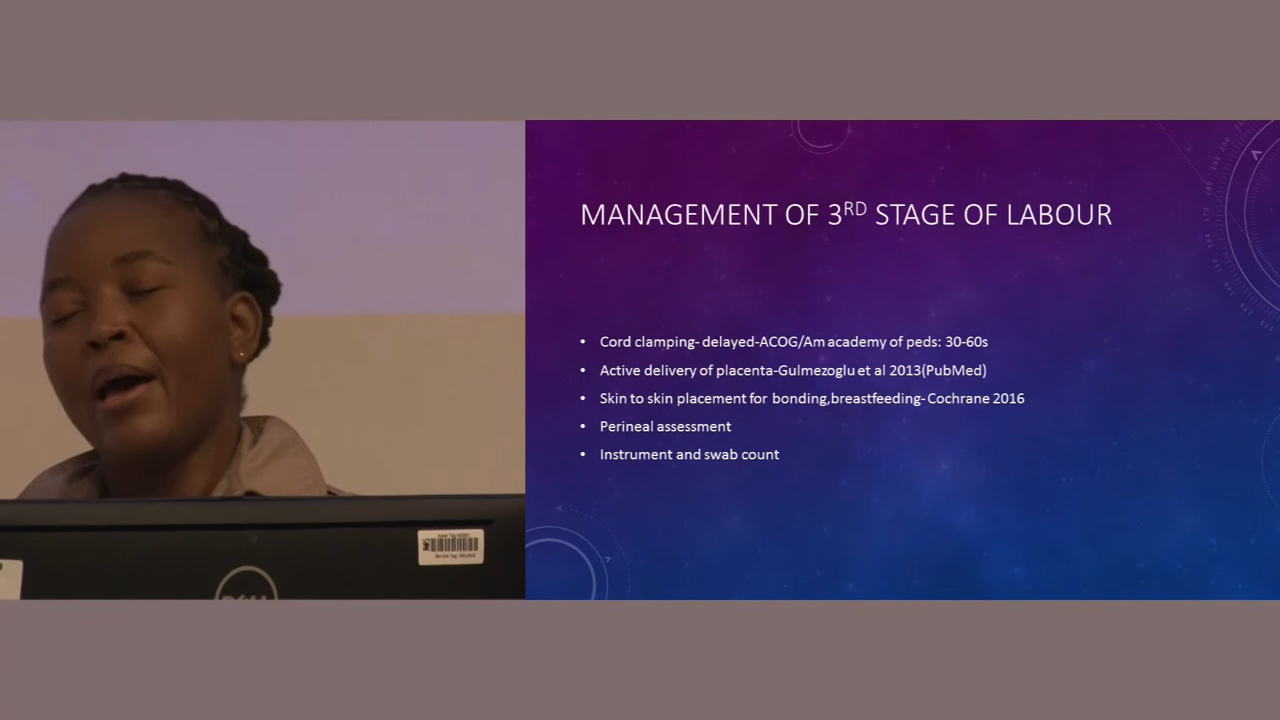 MANAGEMENT OF 3RD STAGE OF LABOUR
• Cord clamping- delayed-ACOG/Am academy of peds: 30-60s
• Active delivery of placenta-Gulmezoglu et al 2013(PubMed)
• Skin to skin placement for bonding,breastfeeding- Cochrane 2016
• Perineal assessment
• Instrument and swab count
DELL